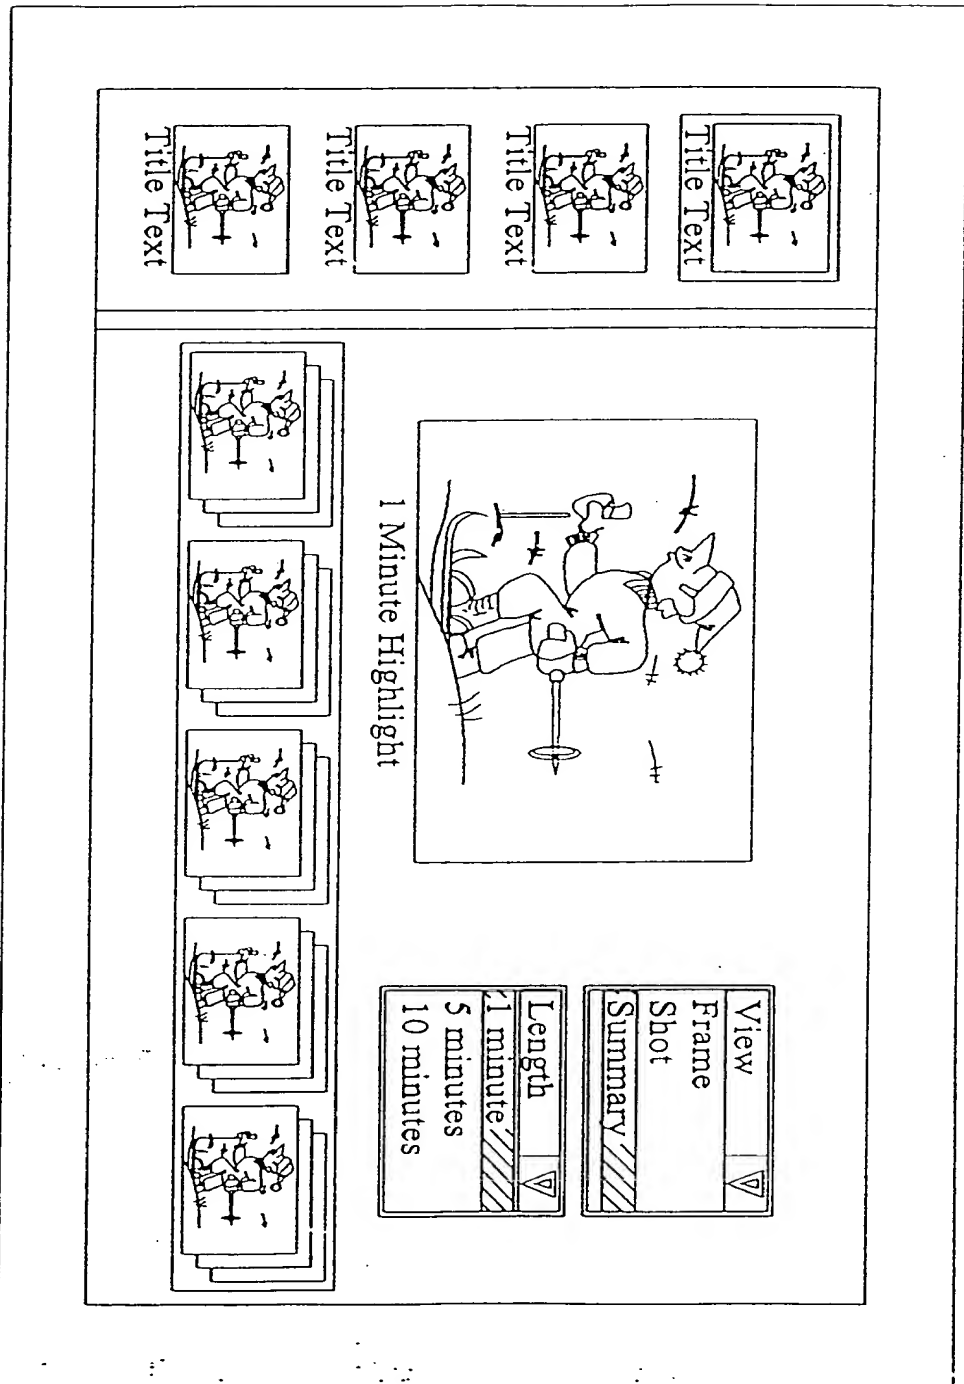 Title Text
Title Text
Title Text
Title Text
1 Minute Highlight
View
Frame
Shot
Summary
Length
1 minute
5 minutes
10 minutes